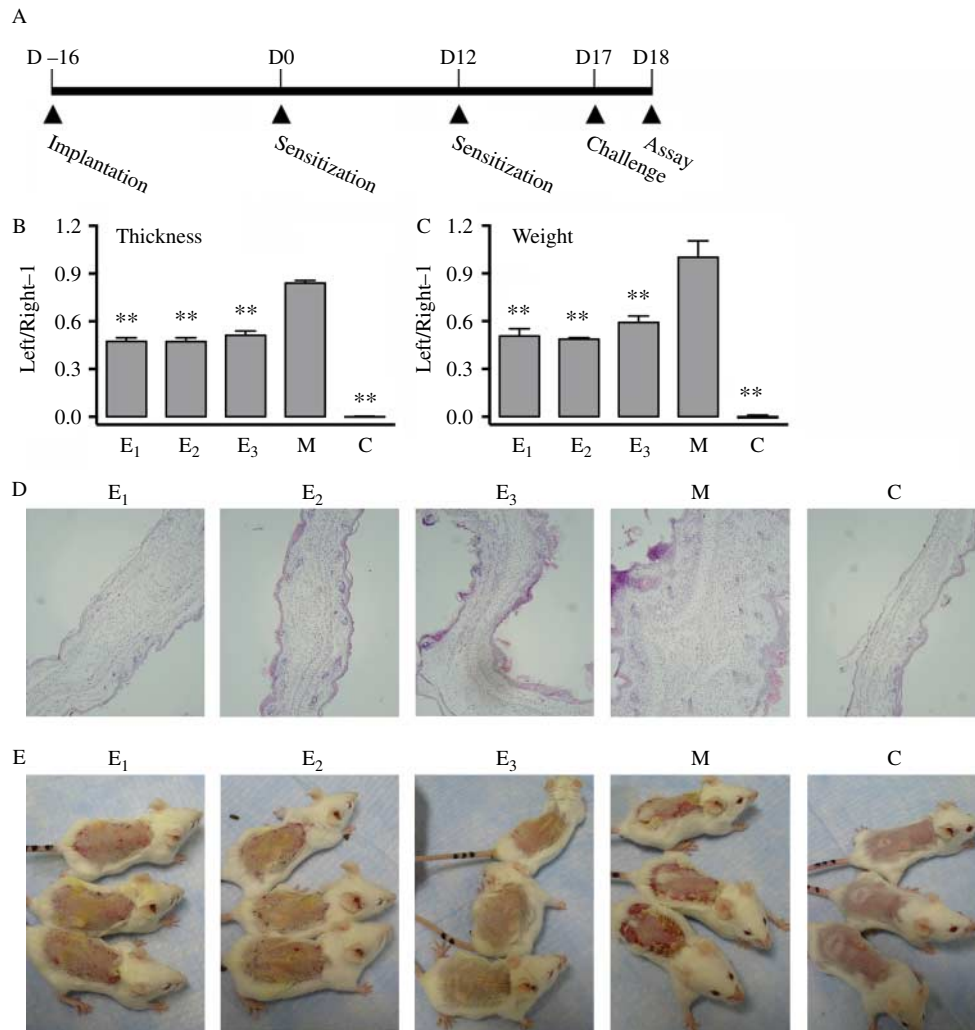 A
D –16 D0 D12 D17 D18
Implantation
Sensitization
Sensitization
Challenge
Assay
B
Thickness
Left/Right–1
1.2
0.9
0.6
0.3
0.0
** ** ** **
E₁ E₂ E₃ M C
C
Weight
Left/Right–1
1.2
0.9
0.6
0.3
0.0
** ** ** **
E₁ E₂ E₃ M C
D
E₁ E₂ E₃ M C
E
E₁ E₂ E₃ M C